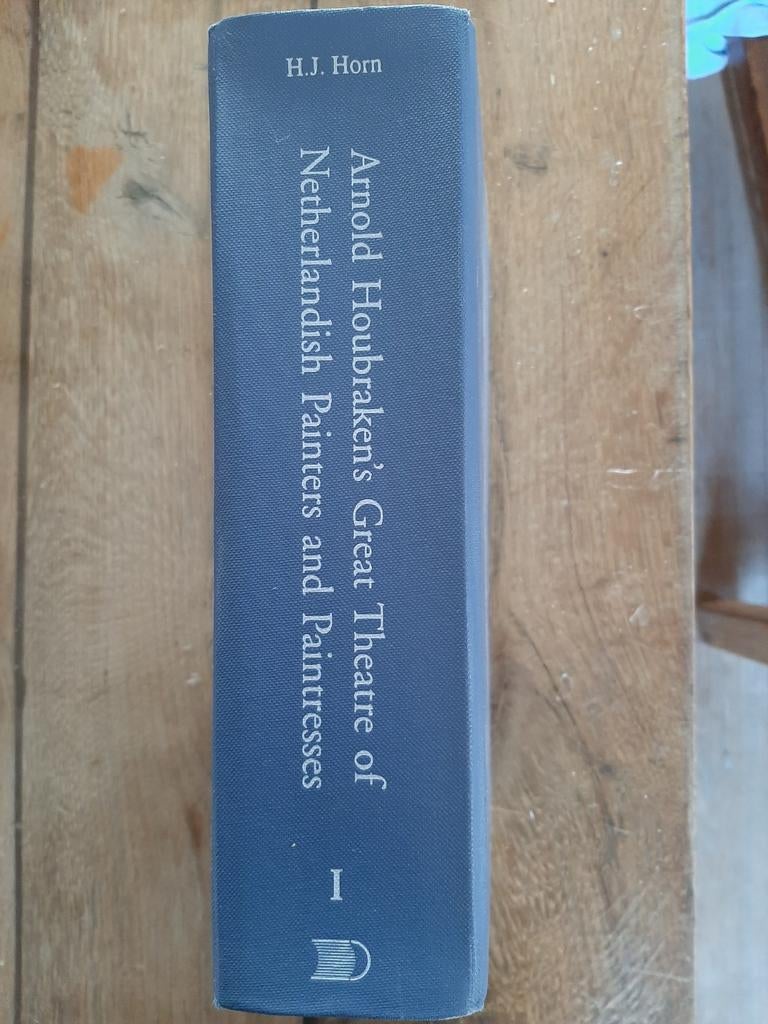 H.J. Horn
Arnold Houbraken's Great Theatre of
Netherlandish Painters and Paintresses
I